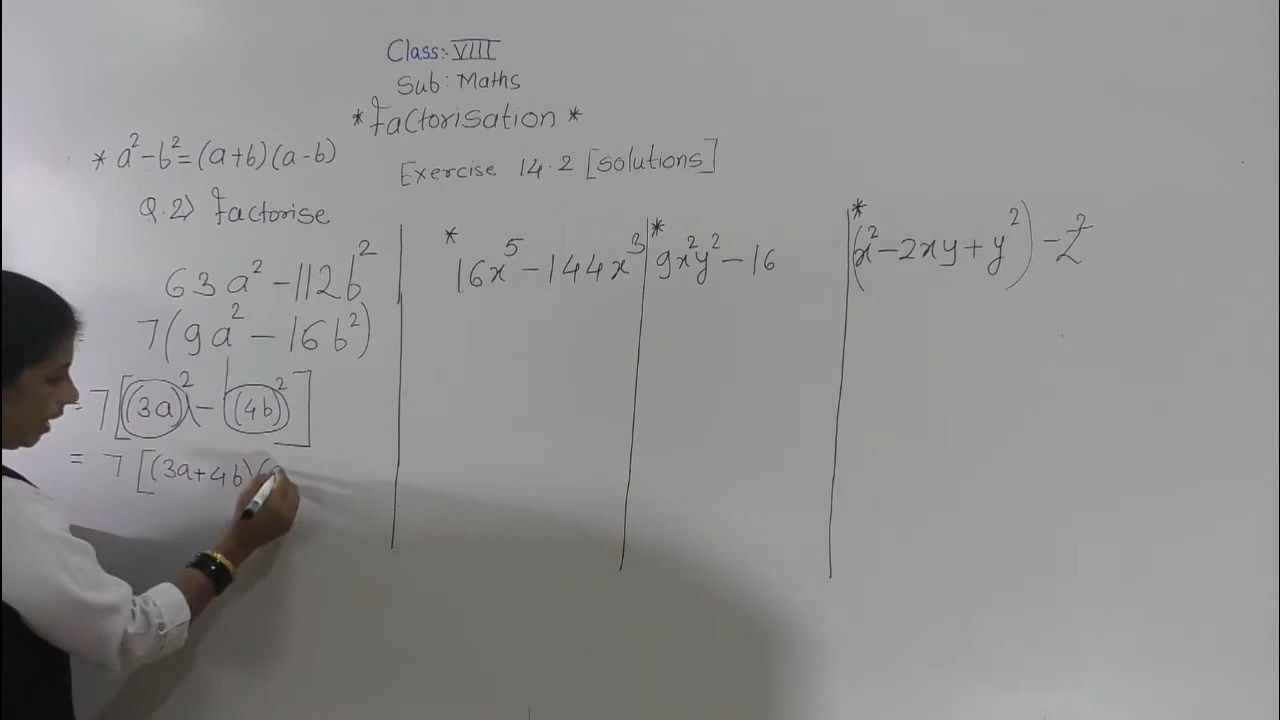 Class:- VIII
Sub: Maths
* Factorisation *
* a²-b²=(a+b)(a-b)
Exercise 14.2 [solutions]
Q.2) Factorise
63a² - 112b²
7(9a² - 16b²)
= 7[(3a)² - (4b)²]
= 7[(3a+4b)(
* 16x⁵ - 144x³
* 9x²y² - 16
* (x² - 2xy + y²) - z²